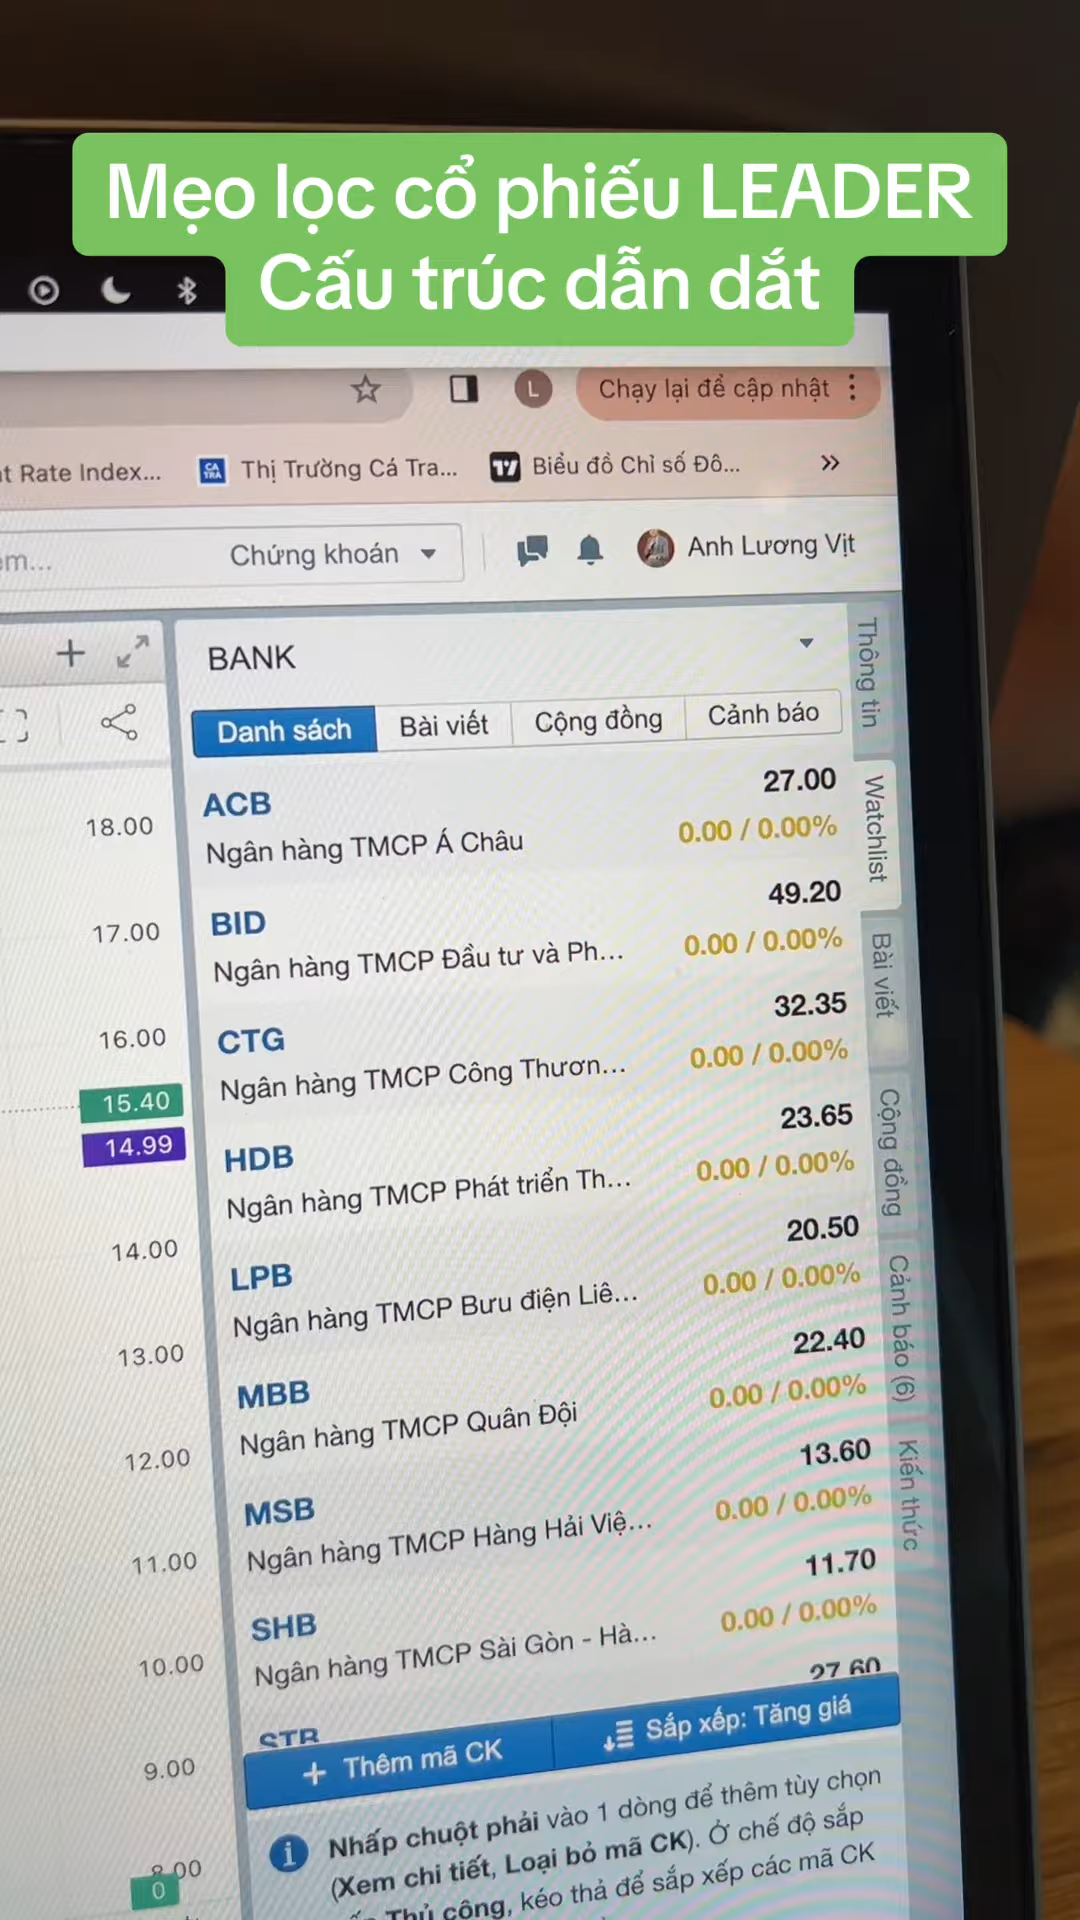 Mẹo lọc cổ phiếu LEADER
Cấu trúc dẫn dắt
L
Chạy lại để cập nhật
t Rate Index...
CA TRA
Thị Trường Cá Tra...
Biểu đồ Chỉ số Đô...
»
Chứng khoán
Anh Lương Vịt
BANK
Thông tin
Danh sách
Bài viết
Cộng đồng
Cảnh báo
ACB
27.00
Ngân hàng TMCP Á Châu
0.00 / 0.00%
Watchlist
BID
49.20
Ngân hàng TMCP Đầu tư và Ph...
0.00 / 0.00%
Bài viết
CTG
32.35
Ngân hàng TMCP Công Thươn...
0.00 / 0.00%
HDB
23.65
Ngân hàng TMCP Phát triển Th...
0.00 / 0.00%
Cộng đồng
LPB
20.50
Ngân hàng TMCP Bưu điện Liê...
0.00 / 0.00%
Cảnh báo (6)
MBB
22.40
Ngân hàng TMCP Quân Đội
0.00 / 0.00%
MSB
13.60
Ngân hàng TMCP Hàng Hải Việ...
0.00 / 0.00%
Kiến thức
SHB
11.70
Ngân hàng TMCP Sài Gòn - Hà...
0.00 / 0.00%
STB
27.60
18.00
17.00
16.00
15.40
14.99
14.00
13.00
12.00
11.00
10.00
9.00
8.00
0
+ Thêm mã CK
Sắp xếp: Tăng giá
Nhấp chuột phải vào 1 dòng để thêm tùy chọn
(Xem chi tiết, Loại bỏ mã CK). Ở chế độ sắp
Thủ công, kéo thả để sắp xếp các mã CK